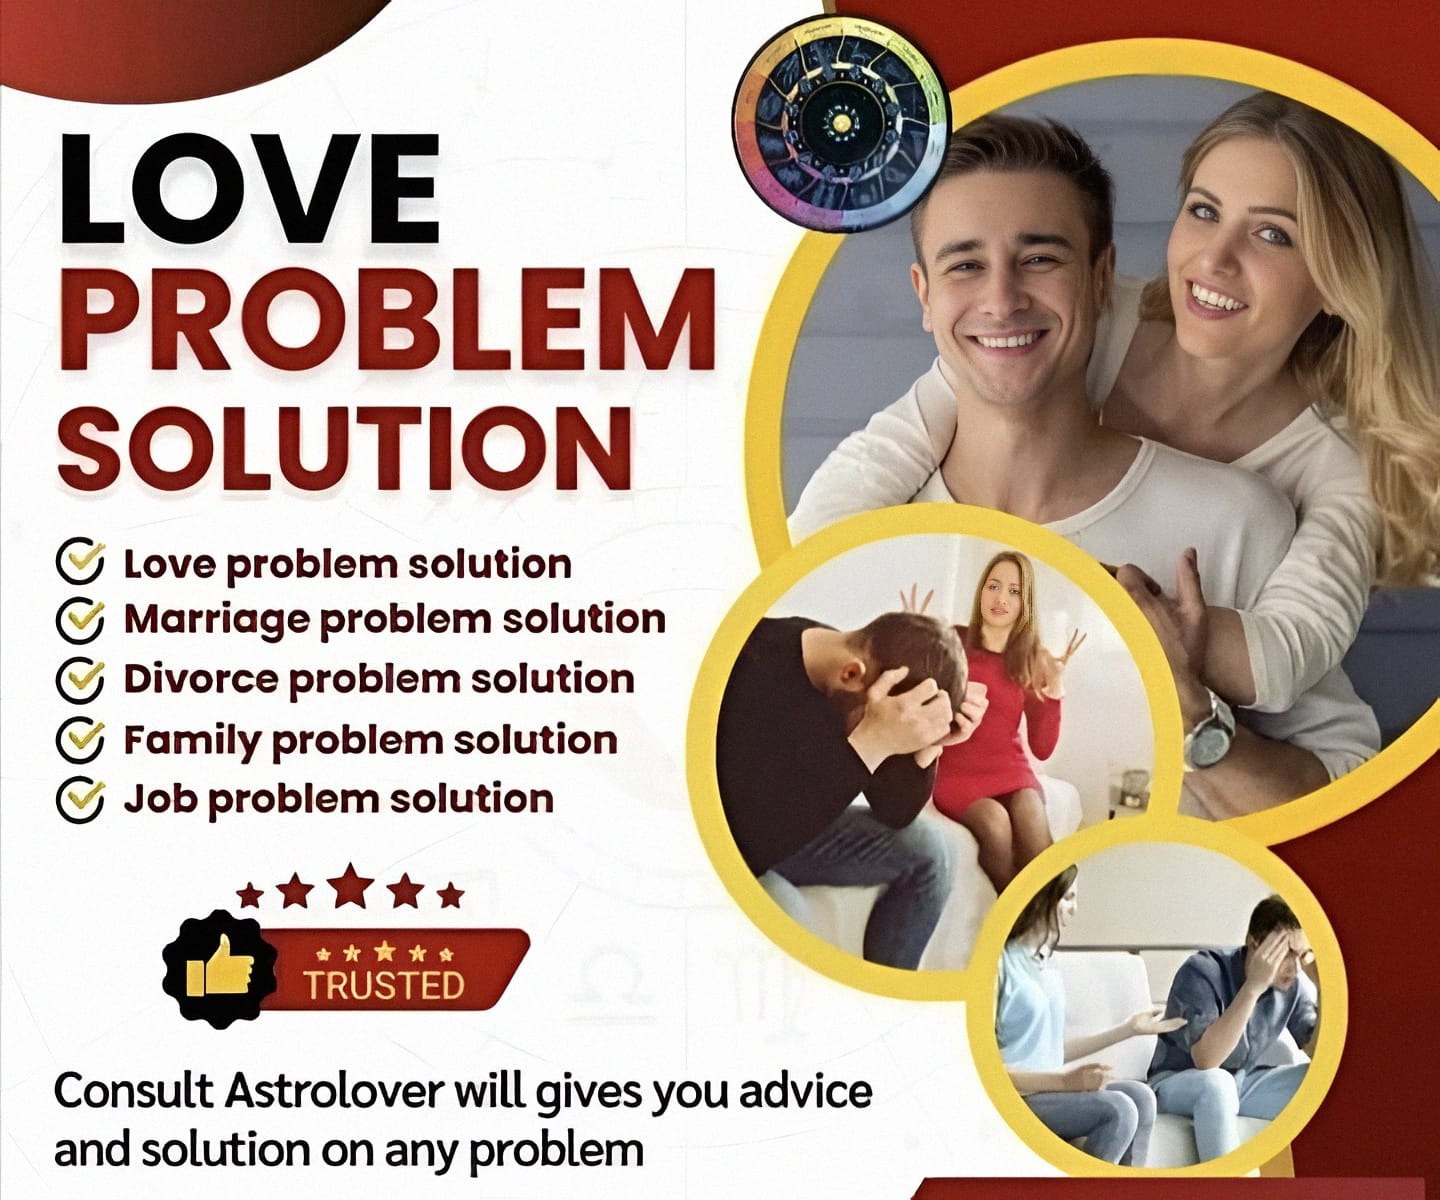 LOVE
PROBLEM
SOLUTION
Love problem solution
Marriage problem solution
Divorce problem solution
Family problem solution
Job problem solution
TRUSTED
Consult Astrolover will gives you advice
and solution on any problem